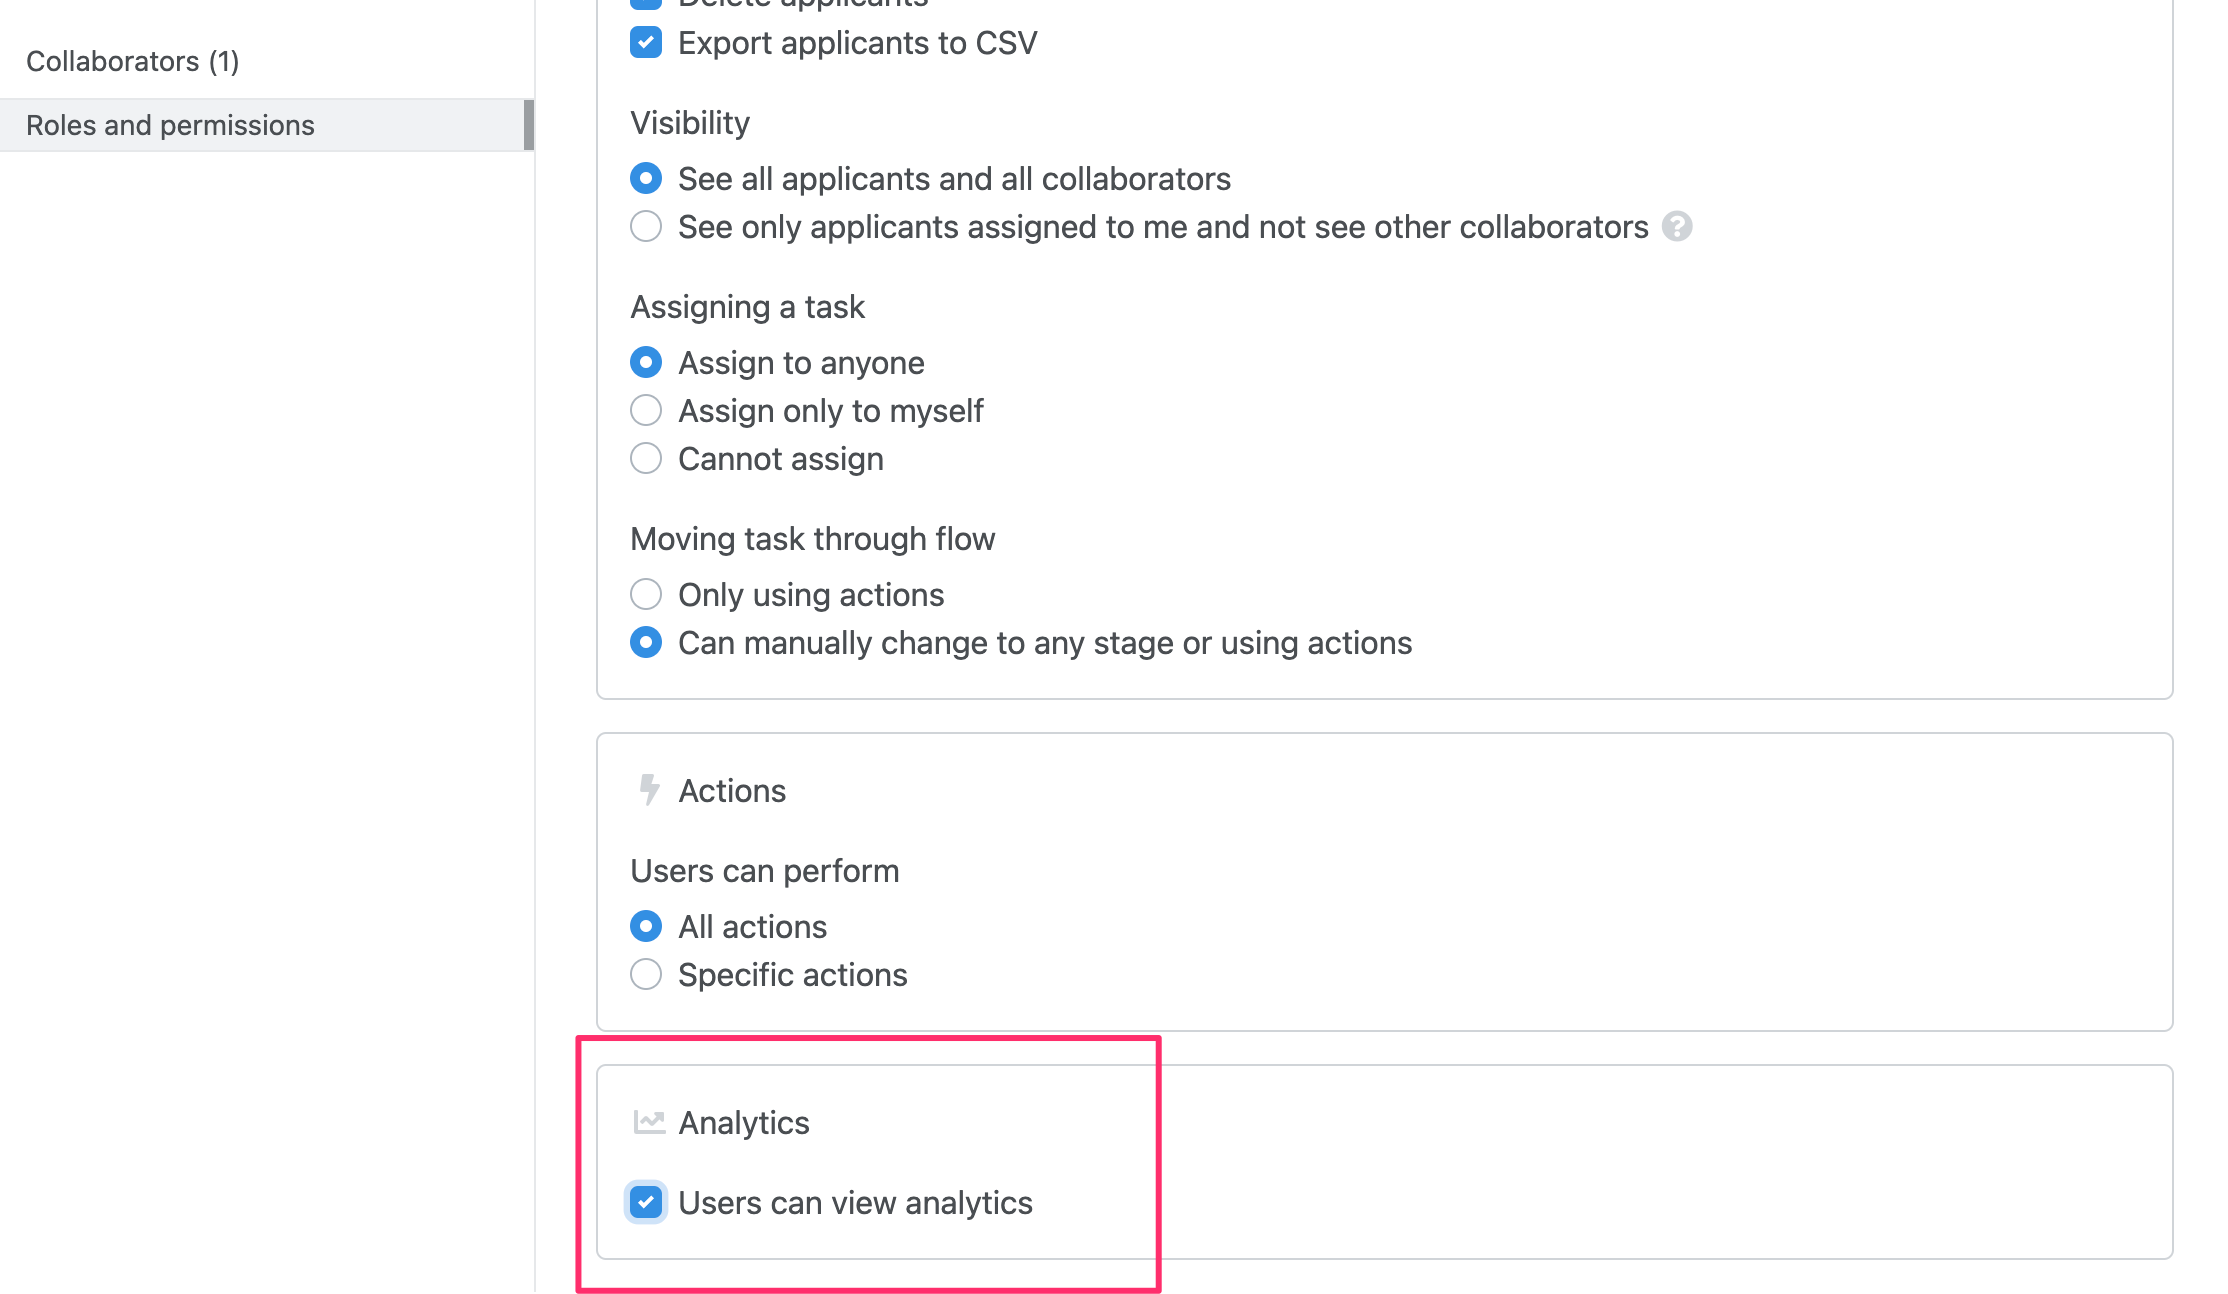 Delete applicants
Export applicants to CSV
Collaborators (1)
Roles and permissions
Visibility
See all applicants and all collaborators
See only applicants assigned to me and not see other collaborators ?
Assigning a task
Assign to anyone
Assign only to myself
Cannot assign
Moving task through flow
Only using actions
Can manually change to any stage or using actions
Actions
Users can perform
All actions
Specific actions
Analytics
Users can view analytics